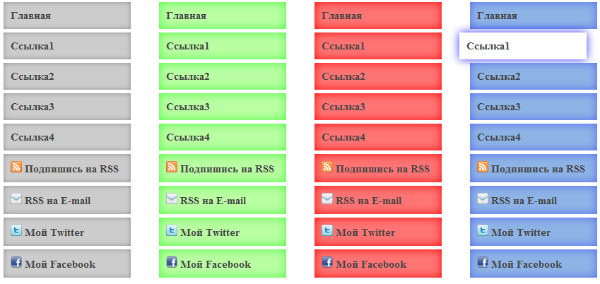 Главная
Ссылка1
Ссылка2
Ссылка3
Ссылка4
Подпишись на RSS
RSS на E-mail
Мой Twitter
Мой Facebook
Главная
Ссылка1
Ссылка2
Ссылка3
Ссылка4
Подпишись на RSS
RSS на E-mail
Мой Twitter
Мой Facebook
Главная
Ссылка1
Ссылка2
Ссылка3
Ссылка4
Подпишись на RSS
RSS на E-mail
Мой Twitter
Мой Facebook
Главная
Ссылка1
Ссылка2
Ссылка3
Ссылка4
Подпишись на RSS
RSS на E-mail
Мой Twitter
Мой Facebook